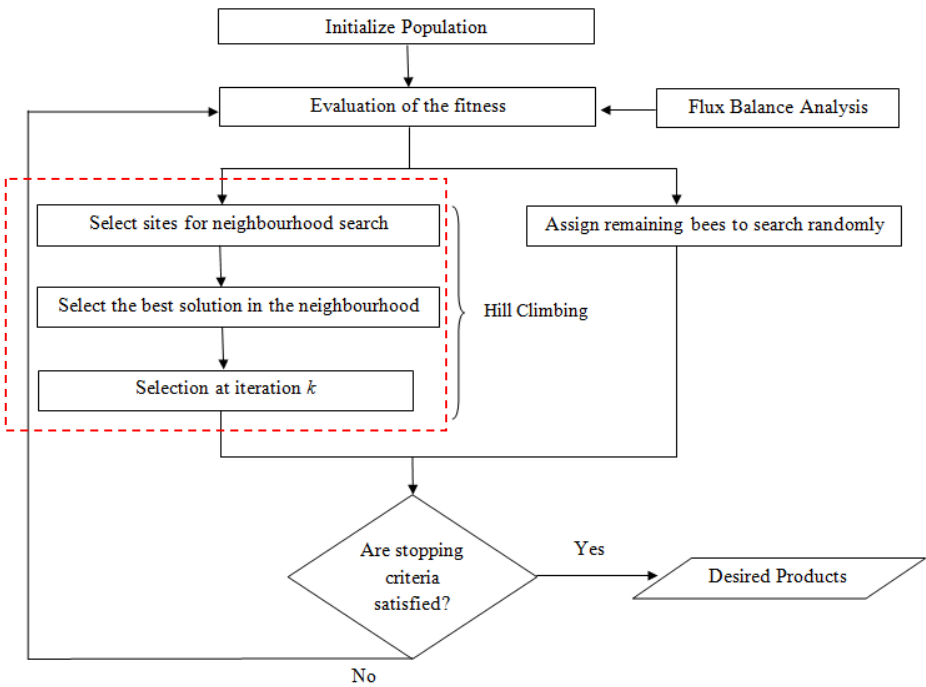 Initialize Population
Evaluation of the fitness
Flux Balance Analysis
Select sites for neighbourhood search
Assign remaining bees to search randomly
Select the best solution in the neighbourhood
Hill Climbing
Selection at iteration k
Are stopping
criteria
satisfied?
Yes
Desired Products
No